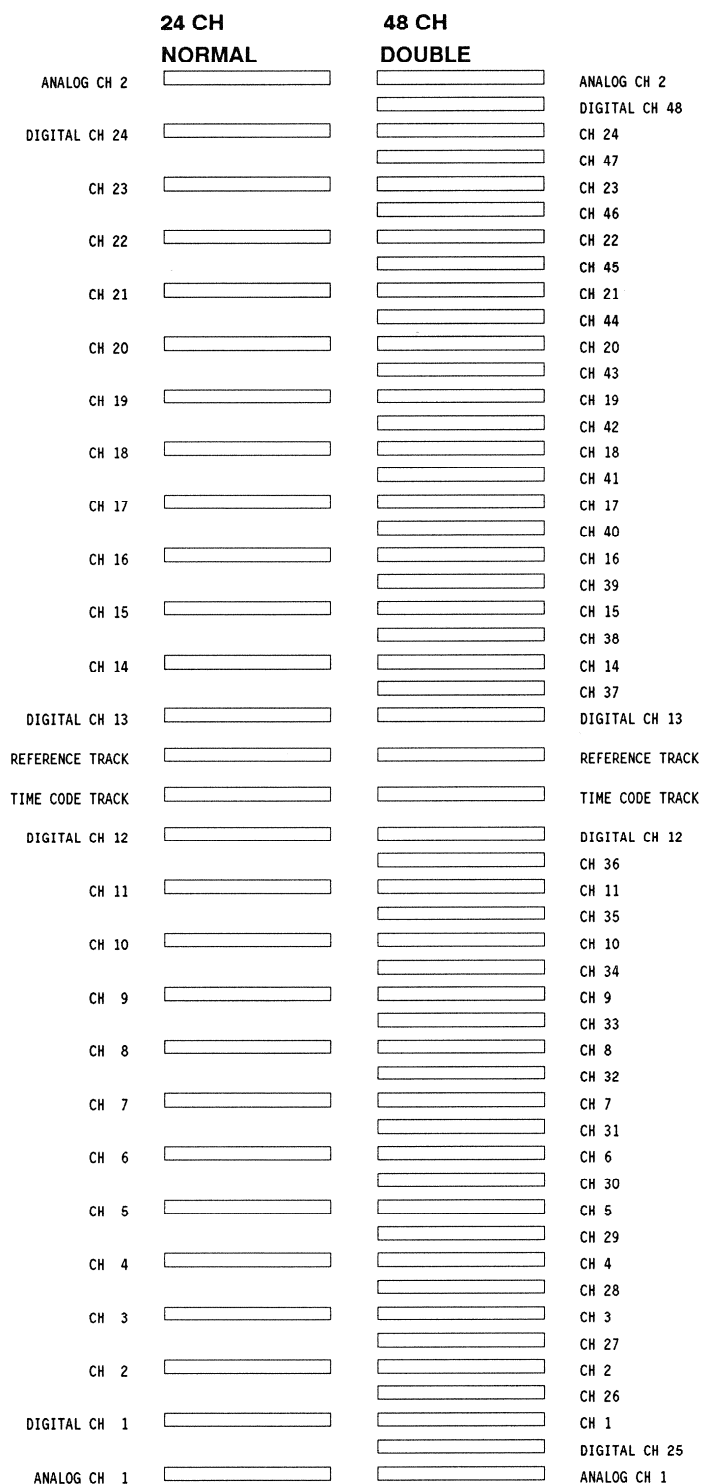 24 CH 48 CH
NORMAL DOUBLE
ANALOG CH 2 ANALOG CH 2
DIGITAL CH 48
DIGITAL CH 24 CH 24
CH 47
CH 23 CH 23
CH 46
CH 22 CH 22
CH 45
CH 21 CH 21
CH 44
CH 20 CH 20
CH 43
CH 19 CH 19
CH 42
CH 18 CH 18
CH 41
CH 17 CH 17
CH 40
CH 16 CH 16
CH 39
CH 15 CH 15
CH 38
CH 14 CH 14
CH 37
DIGITAL CH 13 DIGITAL CH 13
REFERENCE TRACK REFERENCE TRACK
TIME CODE TRACK TIME CODE TRACK
DIGITAL CH 12 DIGITAL CH 12
CH 36
CH 11 CH 11
CH 35
CH 10 CH 10
CH 34
CH 9 CH 9
CH 33
CH 8 CH 8
CH 32
CH 7 CH 7
CH 31
CH 6 CH 6
CH 30
CH 5 CH 5
CH 29
CH 4 CH 4
CH 28
CH 3 CH 3
CH 27
CH 2 CH 2
CH 26
DIGITAL CH 1 CH 1
DIGITAL CH 25
ANALOG CH 1 ANALOG CH 1